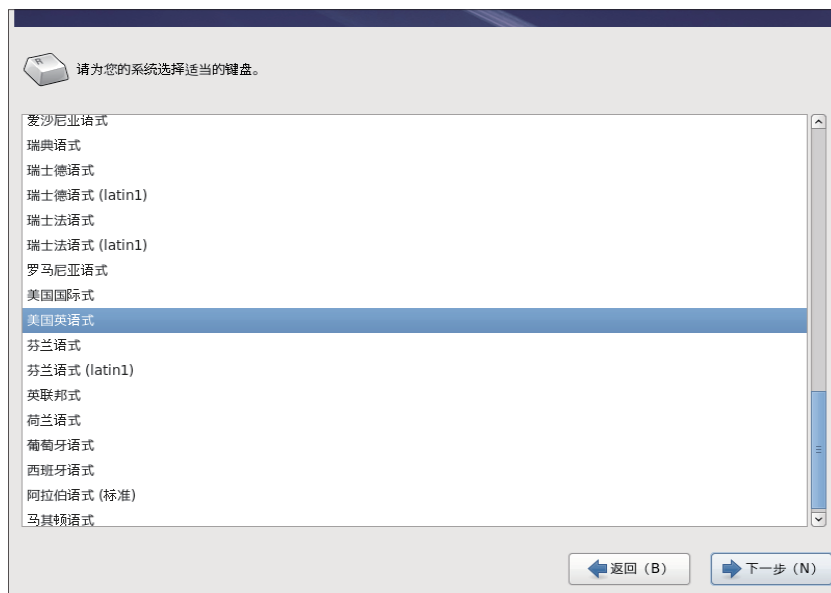 请为您的系统选择适当的键盘。
爱沙尼亚语式
瑞典语式
瑞士德语式
瑞士德语式 (latin1)
瑞士法语式
瑞士法语式 (latin1)
罗马尼亚语式
美国国际式
美国英语式
芬兰语式
芬兰语式 (latin1)
英联邦式
荷兰语式
葡萄牙语式
西班牙语式
阿拉伯语式 (标准)
马其顿语式
返回（B） 下一步（N）